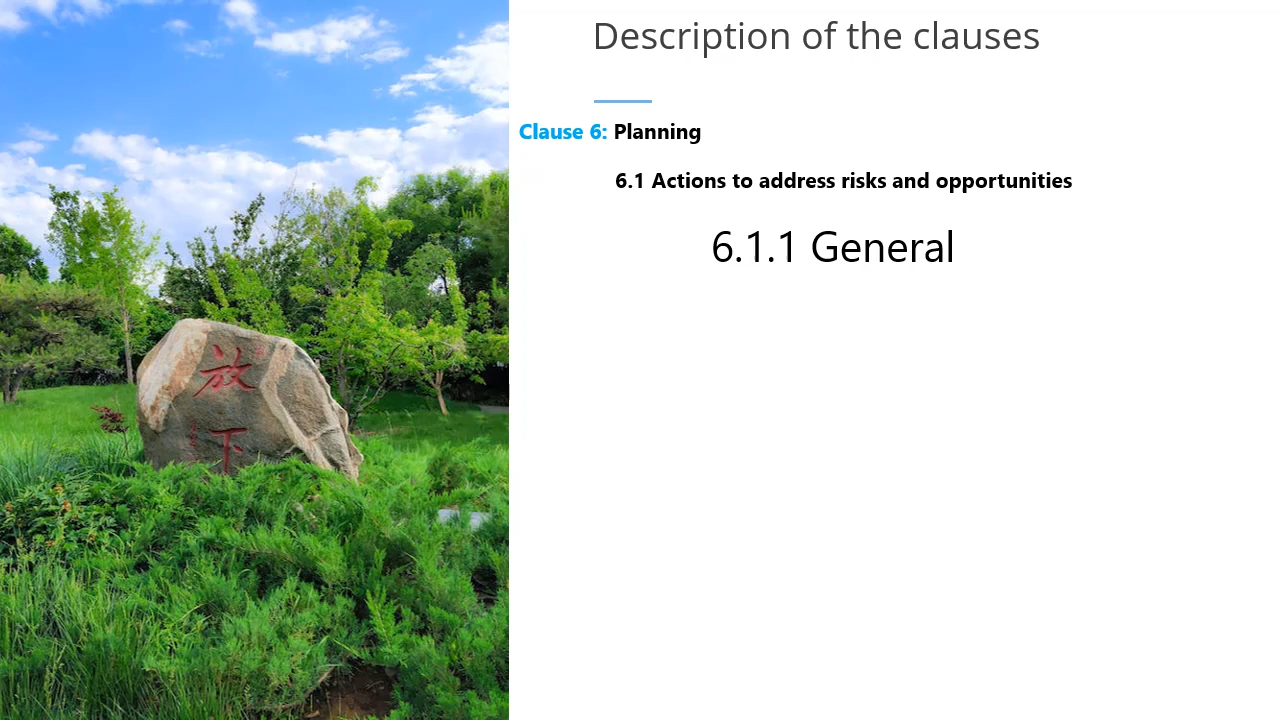 Description of the clauses
Clause 6: Planning
6.1 Actions to address risks and opportunities
6.1.1 General
放
下